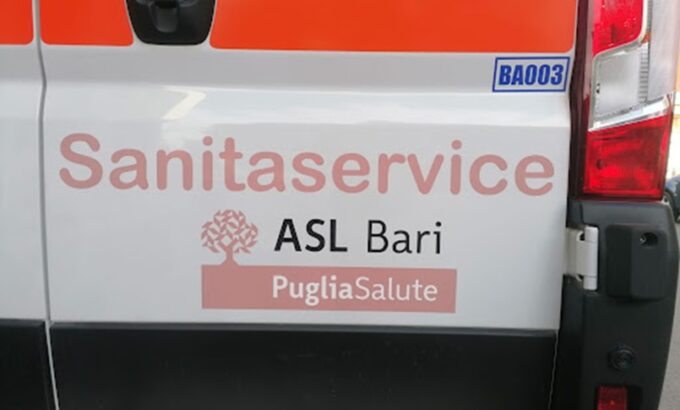 BA003
Sanitaservice
ASL Bari
PugliaSalute